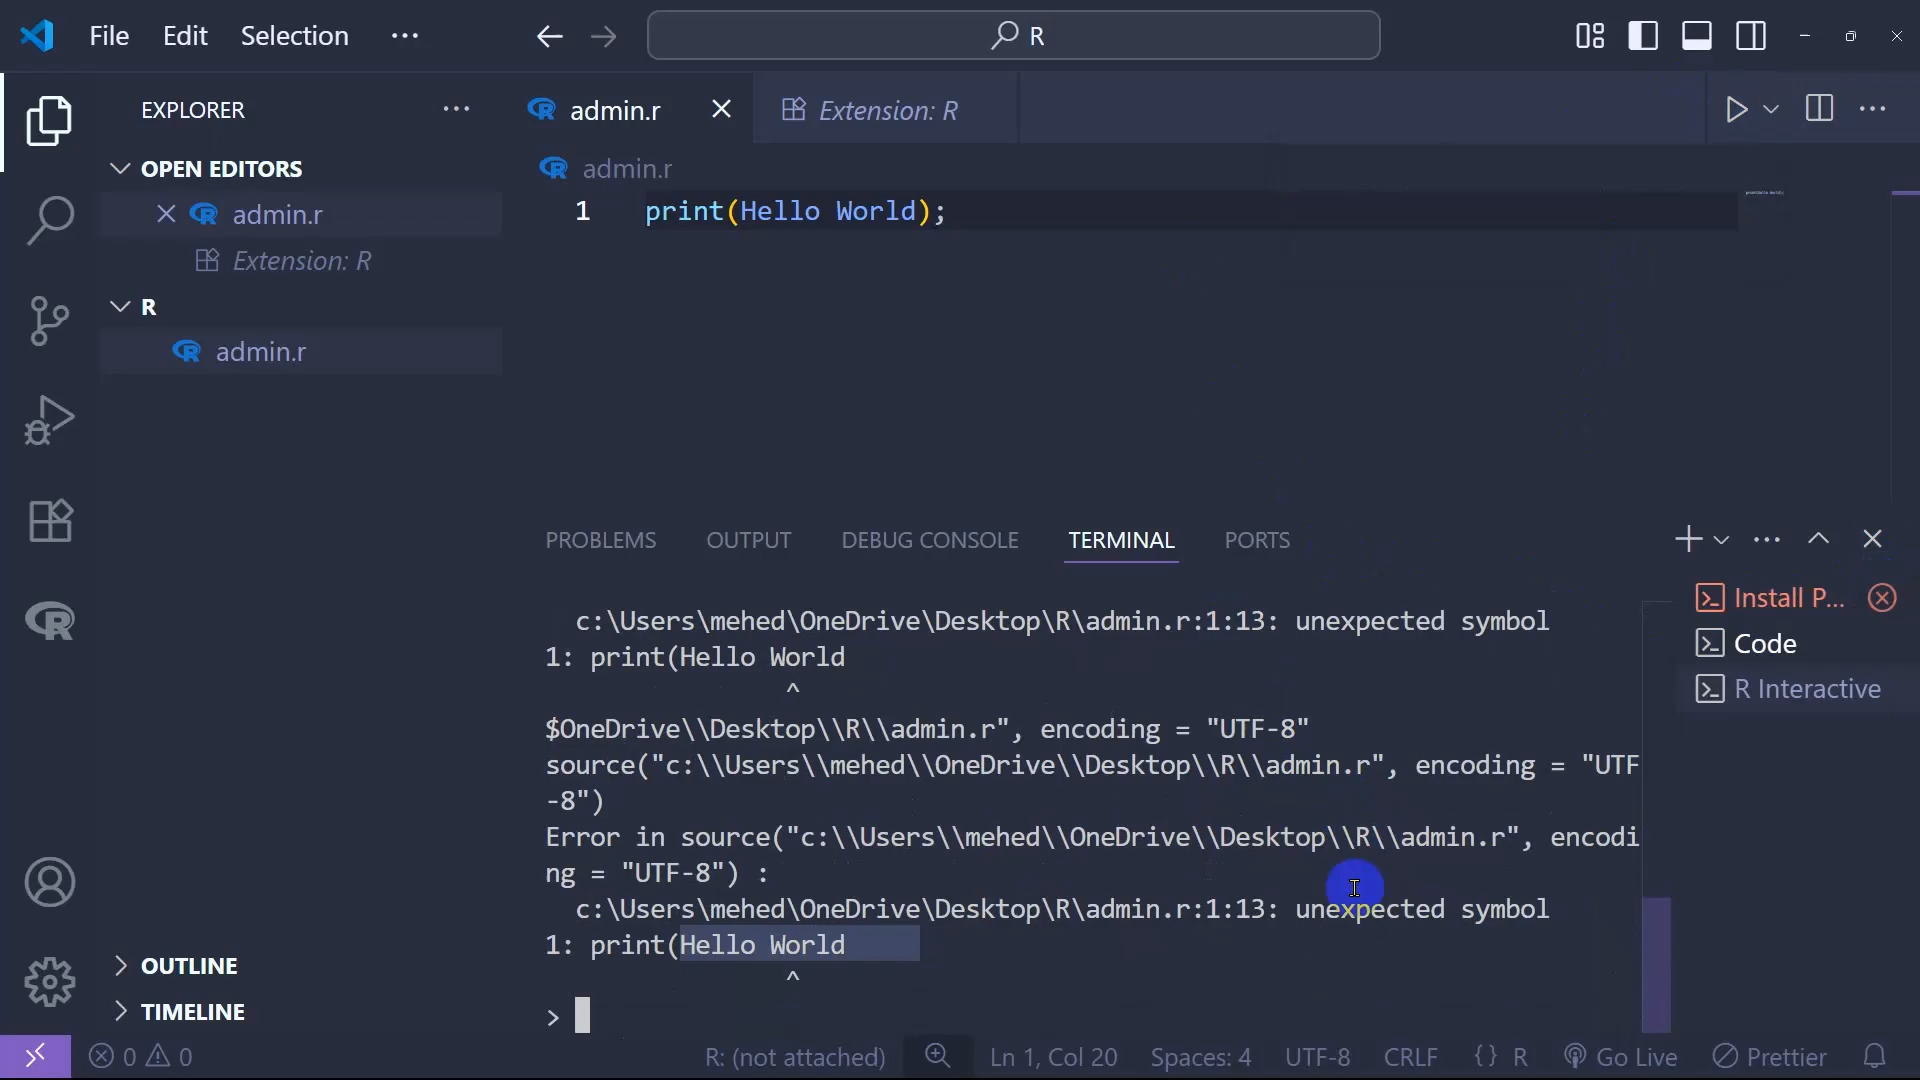 File Edit Selection ···
R
EXPLORER ···
admin.r
Extension: R
OPEN EDITORS
admin.r
admin.r
Extension: R
1 print(Hello World);
R
admin.r
PROBLEMS OUTPUT DEBUG CONSOLE TERMINAL PORTS
Install P...
Code
R Interactive
c:\Users\mehed\OneDrive\Desktop\R\admin.r:1:13: unexpected symbol
1: print(Hello World
^
$OneDrive\\Desktop\\R\\admin.r", encoding = "UTF-8"
source("c:\\Users\\mehed\\OneDrive\\Desktop\\R\\admin.r", encoding = "UTF
-8")
Error in source("c:\\Users\\mehed\\OneDrive\\Desktop\\R\\admin.r", encodi
ng = "UTF-8") :
c:\Users\mehed\OneDrive\Desktop\R\admin.r:1:13: unexpected symbol
1: print(Hello World
^
>
OUTLINE
TIMELINE
0 0 R: (not attached) Ln 1, Col 20 Spaces: 4 UTF-8 CRLF {} R Go Live Prettier